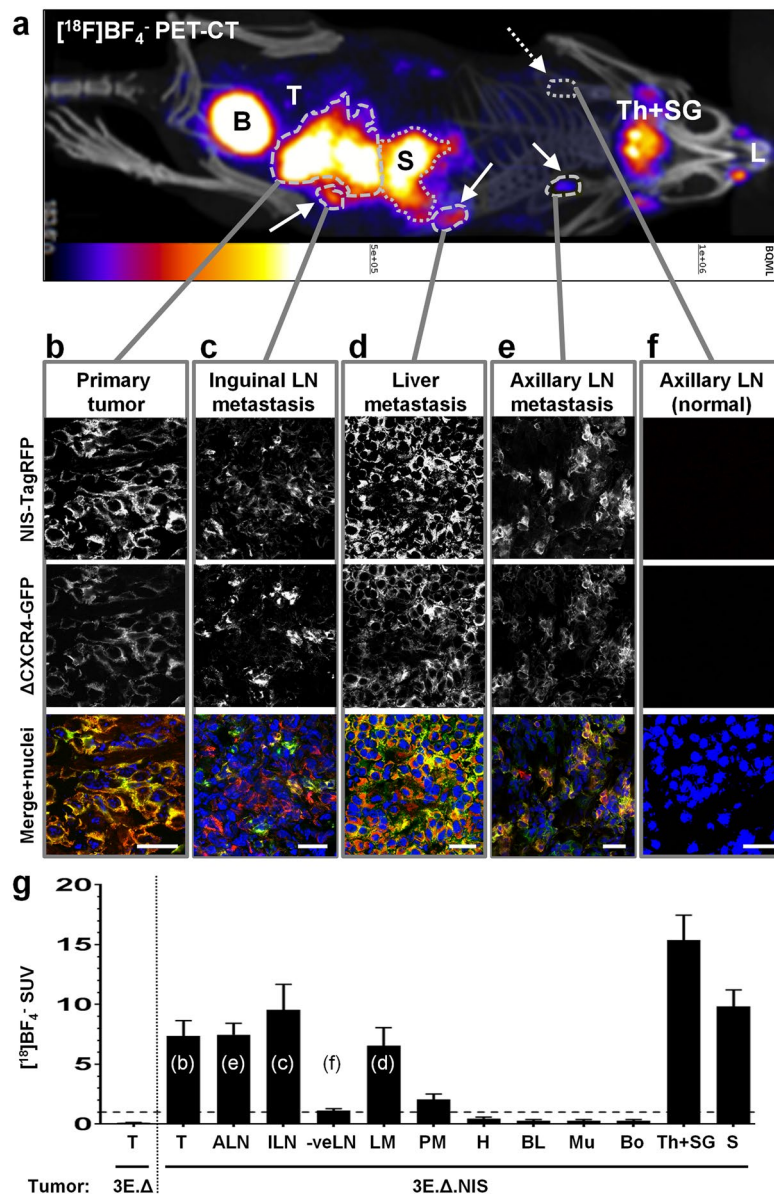 a
[¹⁸F]BF₄⁻ PET-CT
B
T
S
Th+SG
L
5e+05
1e+06
BQML
b
c
d
e
f
Primary tumor
Inguinal LN metastasis
Liver metastasis
Axillary LN metastasis
Axillary LN (normal)
NIS-TagRFP
ΔCXCR4-GFP
Merge+nuclei
g
[¹⁸]BF₄⁻ SUV
20
15
10
5
0
(b)
(e)
(c)
(f)
(d)
T
T ALN ILN -veLN LM PM H BL Mu Bo Th+SG S
Tumor: 3E.Δ 3E.Δ.NIS